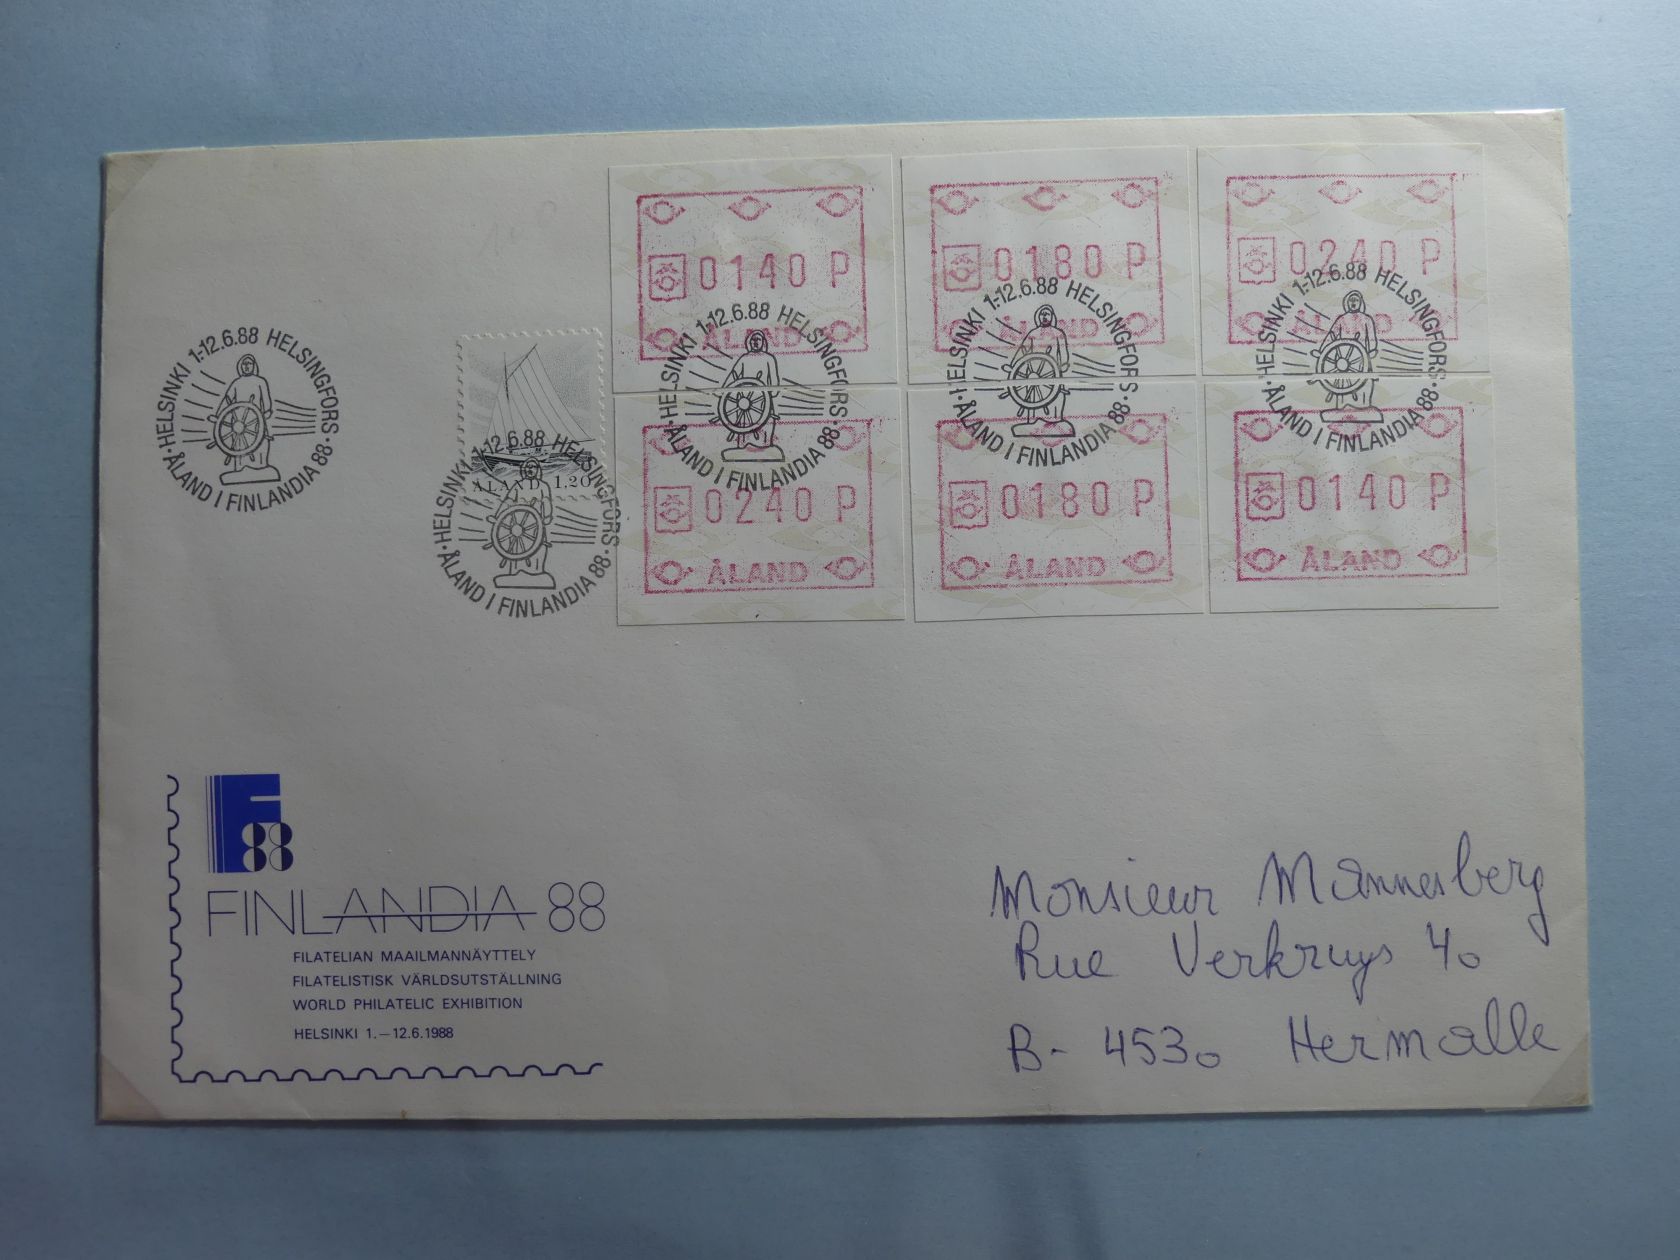 0140 P
ÅLAND
0180 P
ÅLAND
0240 P
ÅLAND
0240 P
ÅLAND
0180 P
ÅLAND
0140 P
ÅLAND
ÅLAND 1.20
HELSINKI 1.-12.6.88 HELSINGFORS
· ÅLAND I FINLANDIA 88 ·
HELSINKI 1.-12.6.88 HELSINGFORS
· ÅLAND I FINLANDIA 88 ·
HELSINKI 1.-12.6.88 HELSINGFORS
· ÅLAND I FINLANDIA 88 ·
HELSINKI 1.-12.6.88 HELSINGFORS
· ÅLAND I FINLANDIA 88 ·
HELSINKI 1.-12.6.88 HELSINGFORS
· ÅLAND I FINLANDIA 88 ·
F
88
FINLANDIA 88
FILATELIAN MAAILMANNÄYTTELY
FILATELISTISK VÄRLDSUTSTÄLLNING
WORLD PHILATELIC EXHIBITION
HELSINKI 1.–12.6.1988
Monsieur Mannesberg
Rue Verkruys 40
B- 4530 Hermalle